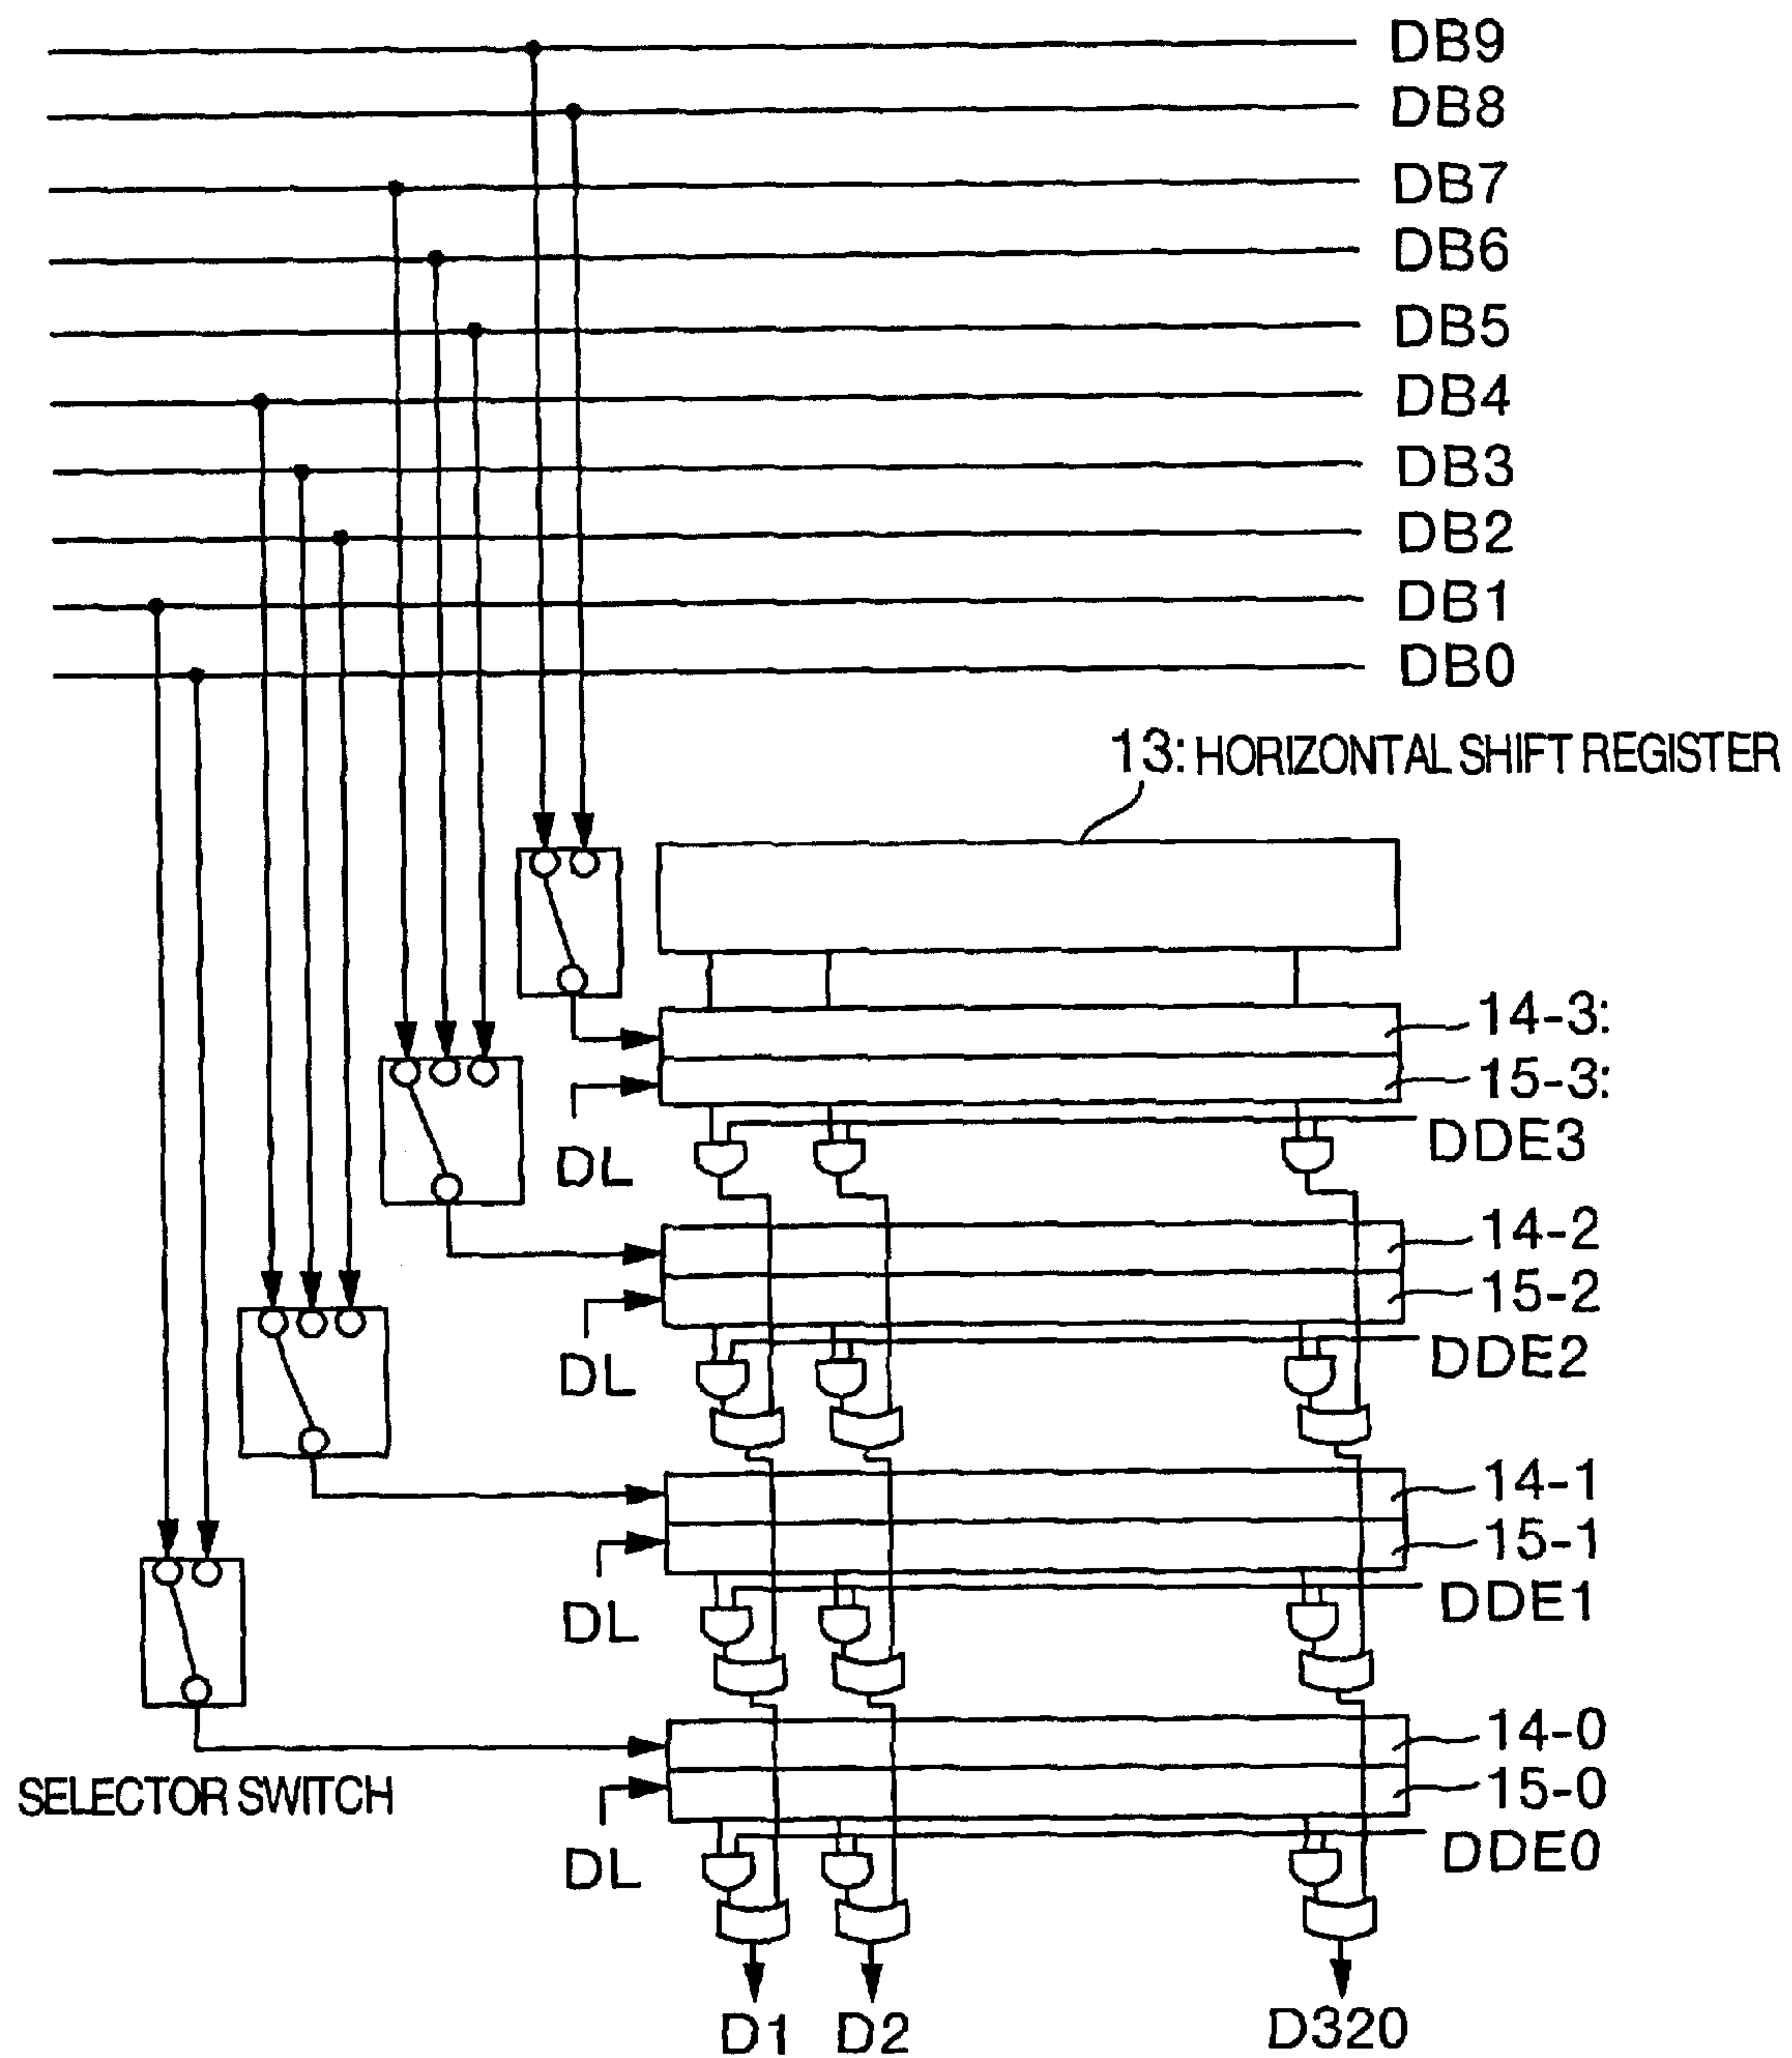 DB9
DB8
DB7
DB6
DB5
DB4
DB3
DB2
DB1
DB0
13: HORIZONTAL SHIFT REGISTER
14-3:
15-3:
DDE3
DL
14-2
15-2
DDE2
DL
14-1
15-1
DDE1
DL
14-0
15-0
SELECTOR SWITCH
DDE0
DL
D1 D2 D320